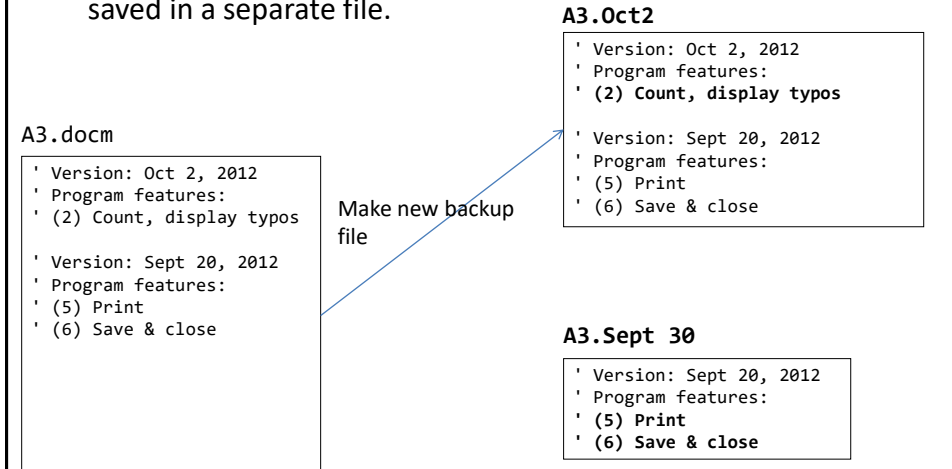 saved in a separate file.
A3.docm
' Version: Oct 2, 2012
' Program features:
' (2) Count, display typos
' Version: Sept 20, 2012
' Program features:
' (5) Print
' (6) Save & close
Make new backup
file
A3.Oct2
' Version: Oct 2, 2012
' Program features:
' (2) Count, display typos
' Version: Sept 20, 2012
' Program features:
' (5) Print
' (6) Save & close
A3.Sept 30
' Version: Sept 20, 2012
' Program features:
' (5) Print
' (6) Save & close